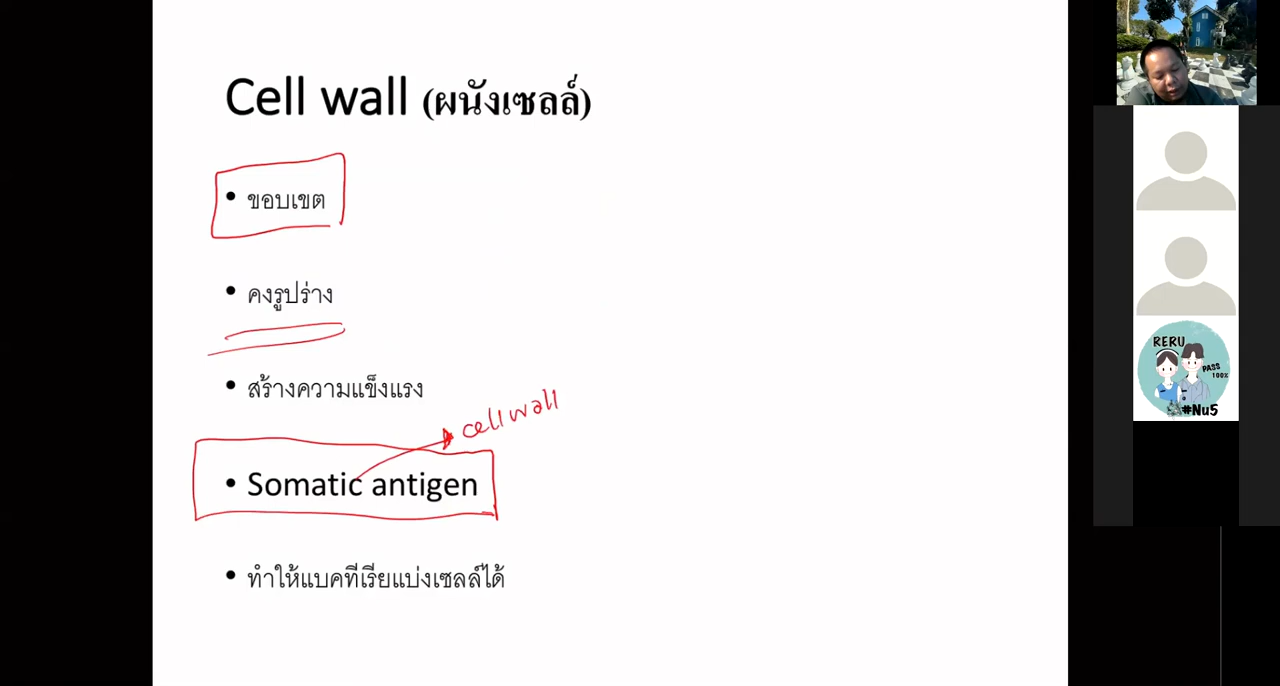 Cell wall (ผนังเซลล์)
• ขอบเขต
• คงรูปร่าง
• สร้างความแข็งแรง
cell wall
• Somatic antigen
• ทำให้แบคทีเรียแบ่งเซลล์ได้
RERU
PASS
100%
#Nu5